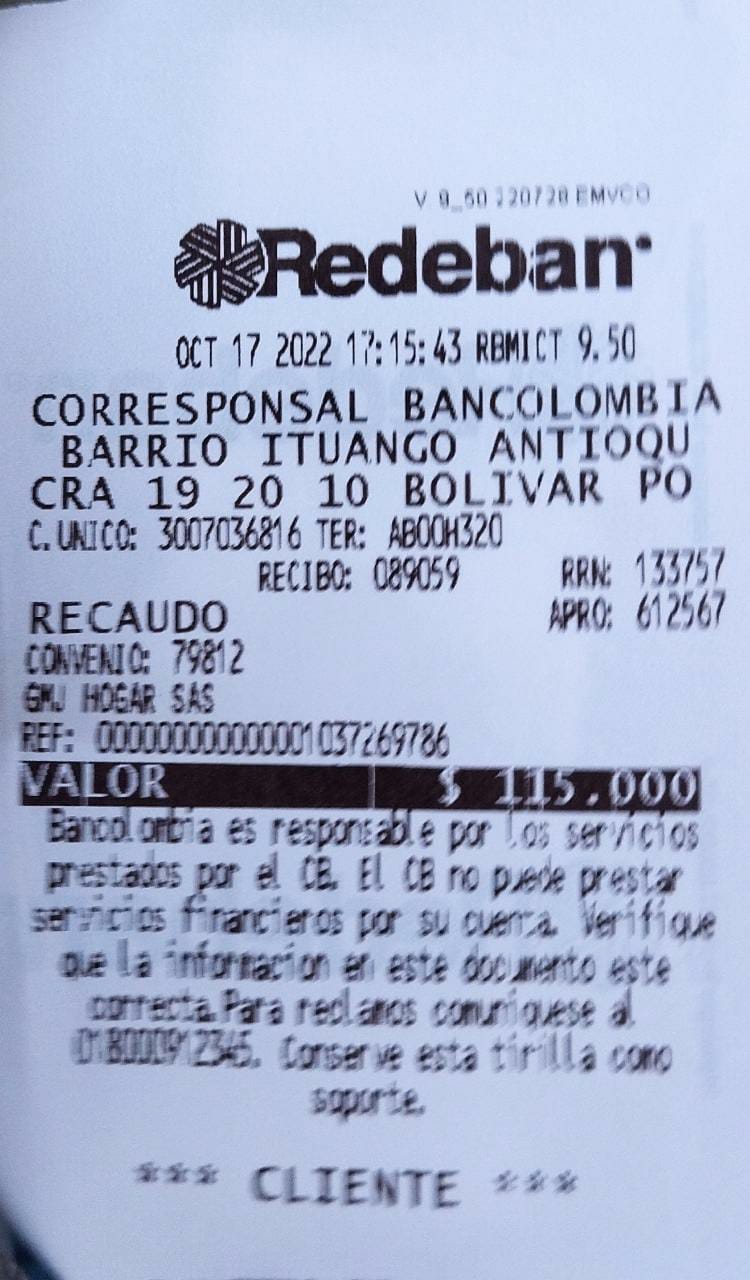 V 9_50 220728 EMVCO
Redeban
OCT 17 2022 17:15:43 RBMICT 9.50
CORRESPONSAL BANCOLOMBIA
BARRIO ITUANGO ANTIOQU
CRA 19 20 10 BOLIVAR PO
C. UNICO: 3007036816 TER: AB00H320
RECIBO: 089059 RRN: 133757
RECAUDO APRO: 612567
CONVENIO: 79812
GMJ HOGAR SAS
REF: 00000000000001037269786
VALOR $ 115.000
Bancolombia es responsable por los servicios
prestados por el CB. El CB no puede prestar
servicios financieros por su cuenta. Verifique
que la informacion en este documento este
correcta.Para reclamos comuniquese al
018000912345. Conserve esta tirilla como
soporte.
*** CLIENTE ***